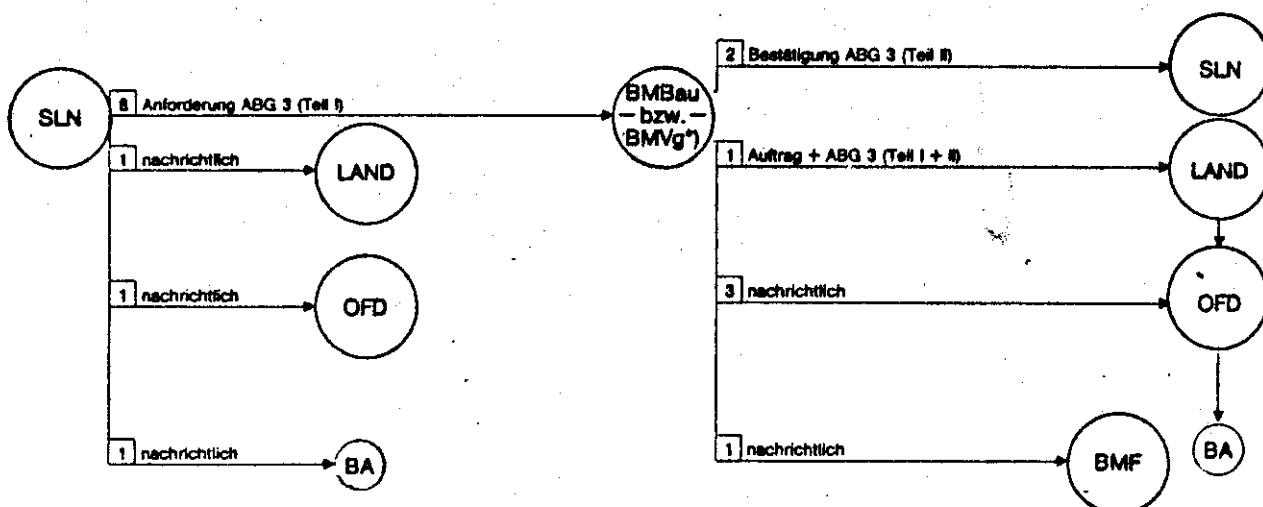 2 Bestätigung ABG 3 (Teil II)
SLN
SLN
8 Anforderung ABG 3 (Teil I)
BMBau
– bzw. –
BMVg*)
1 nachrichtlich
LAND
1 Auftrag + ABG 3 (Teil I + II)
LAND
1 nachrichtlich
OFD
3 nachrichtlich
OFD
1 nachrichtlich
BA
1 nachrichtlich
BMF
BA